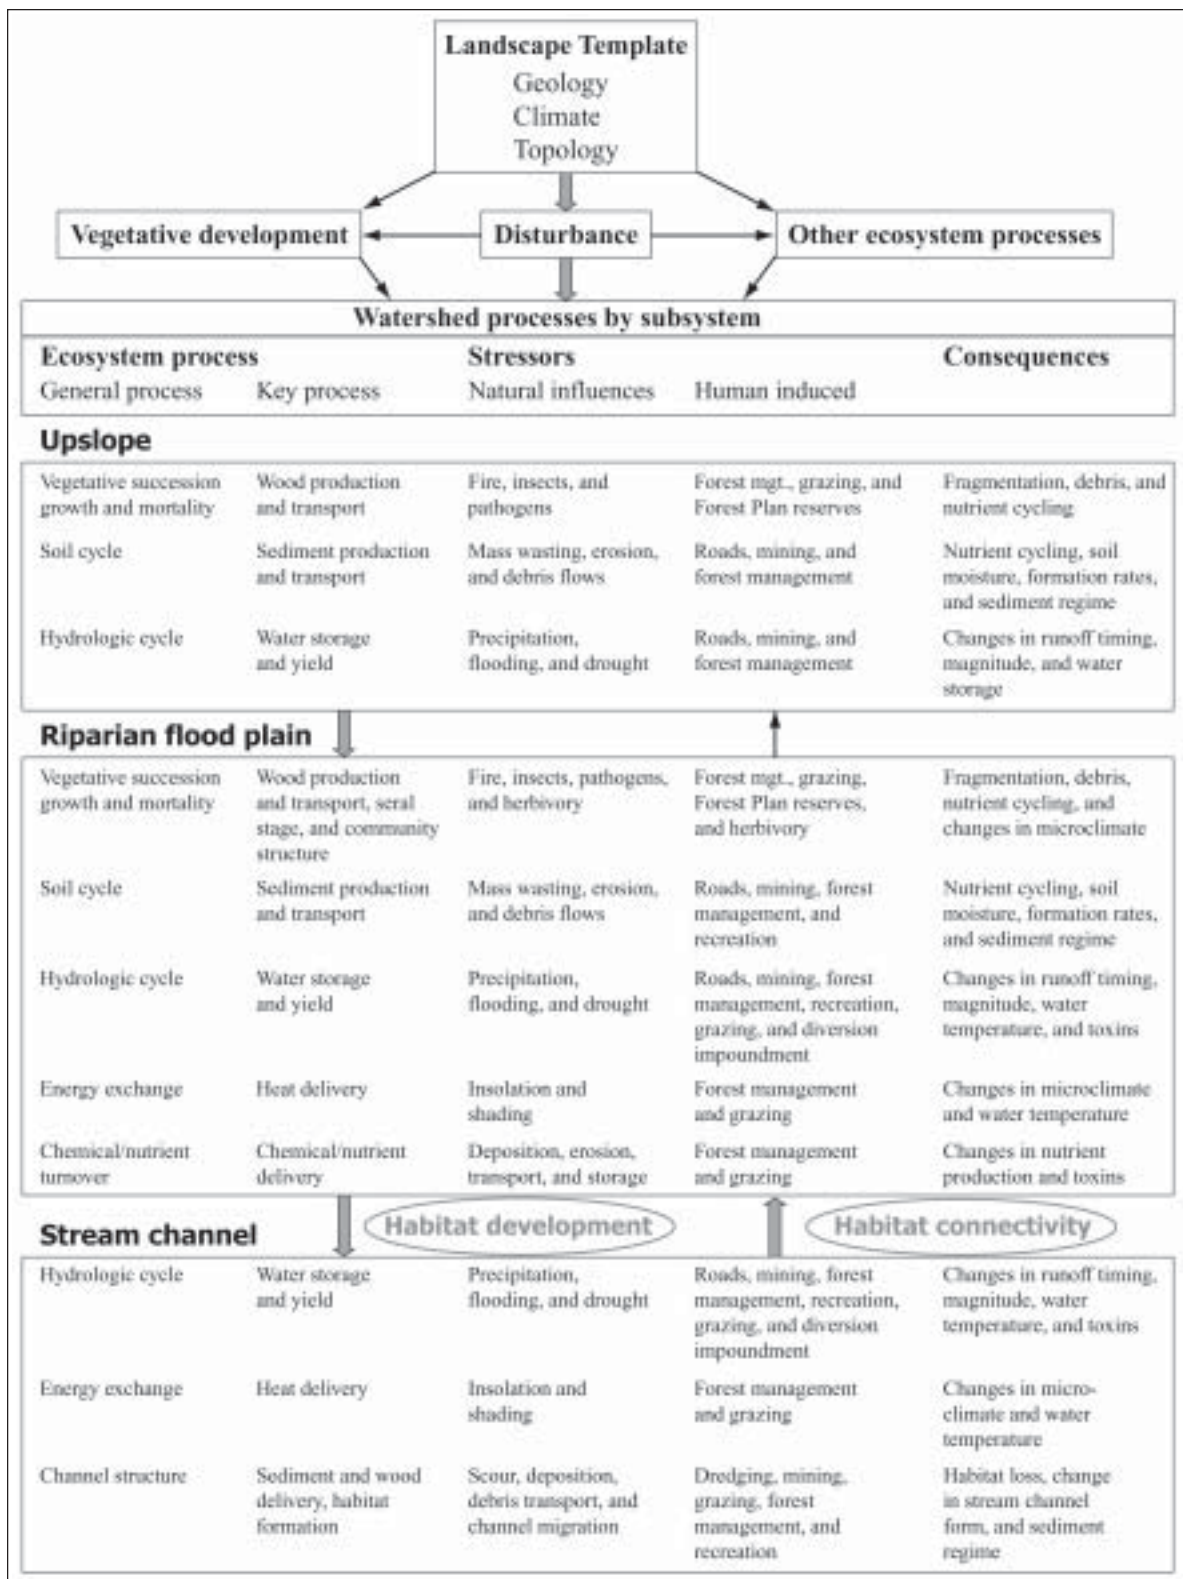 Landscape Template
Geology
Climate
Topology
Vegetative development
Disturbance
Other ecosystem processes
Watershed processes by subsystem
Ecosystem process
Stressors
Consequences
General process
Key process
Natural influences
Human induced
Upslope
Vegetative succession
growth and mortality
Wood production
and transport
Fire, insects, and
pathogens
Forest mgt., grazing, and
Forest Plan reserves
Fragmentation, debris, and
nutrient cycling
Soil cycle
Sediment production
and transport
Mass wasting, erosion,
and debris flows
Roads, mining, and
forest management
Nutrient cycling, soil
moisture, formation rates,
and sediment regime
Hydrologic cycle
Water storage
and yield
Precipitation,
flooding, and drought
Roads, mining, and
forest management
Changes in runoff timing,
magnitude, and water
storage
Riparian flood plain
Vegetative succession
growth and mortality
Wood production
and transport, seral
stage, and community
structure
Fire, insects, pathogens,
and herbivory
Forest mgt., grazing,
Forest Plan reserves,
and herbivory
Fragmentation, debris,
nutrient cycling, and
changes in microclimate
Soil cycle
Sediment production
and transport
Mass wasting, erosion,
and debris flows
Roads, mining, forest
management, and
recreation
Nutrient cycling, soil
moisture, formation rates,
and sediment regime
Hydrologic cycle
Water storage
and yield
Precipitation,
flooding, and drought
Roads, mining, forest
management, recreation,
grazing, and diversion
impoundment
Changes in runoff timing,
magnitude, water
temperature, and toxins
Energy exchange
Heat delivery
Insolation and
shading
Forest management
and grazing
Changes in microclimate
and water temperature
Chemical/nutrient
turnover
Chemical/nutrient
delivery
Deposition, erosion,
transport, and storage
Forest management
and grazing
Changes in nutrient
production and toxins
Habitat development
Habitat connectivity
Stream channel
Hydrologic cycle
Water storage
and yield
Precipitation,
flooding, and drought
Roads, mining, forest
management, recreation,
grazing, and diversion
impoundment
Changes in runoff timing,
magnitude, water
temperature, and toxins
Energy exchange
Heat delivery
Insolation and
shading
Forest management
and grazing
Changes in micro-
climate and water
temperature
Channel structure
Sediment and wood
delivery, habitat
formation
Scour, deposition,
debris transport, and
channel migration
Dredging, mining,
grazing, forest
management, and
recreation
Habitat loss, change
in stream channel
form, and sediment
regime